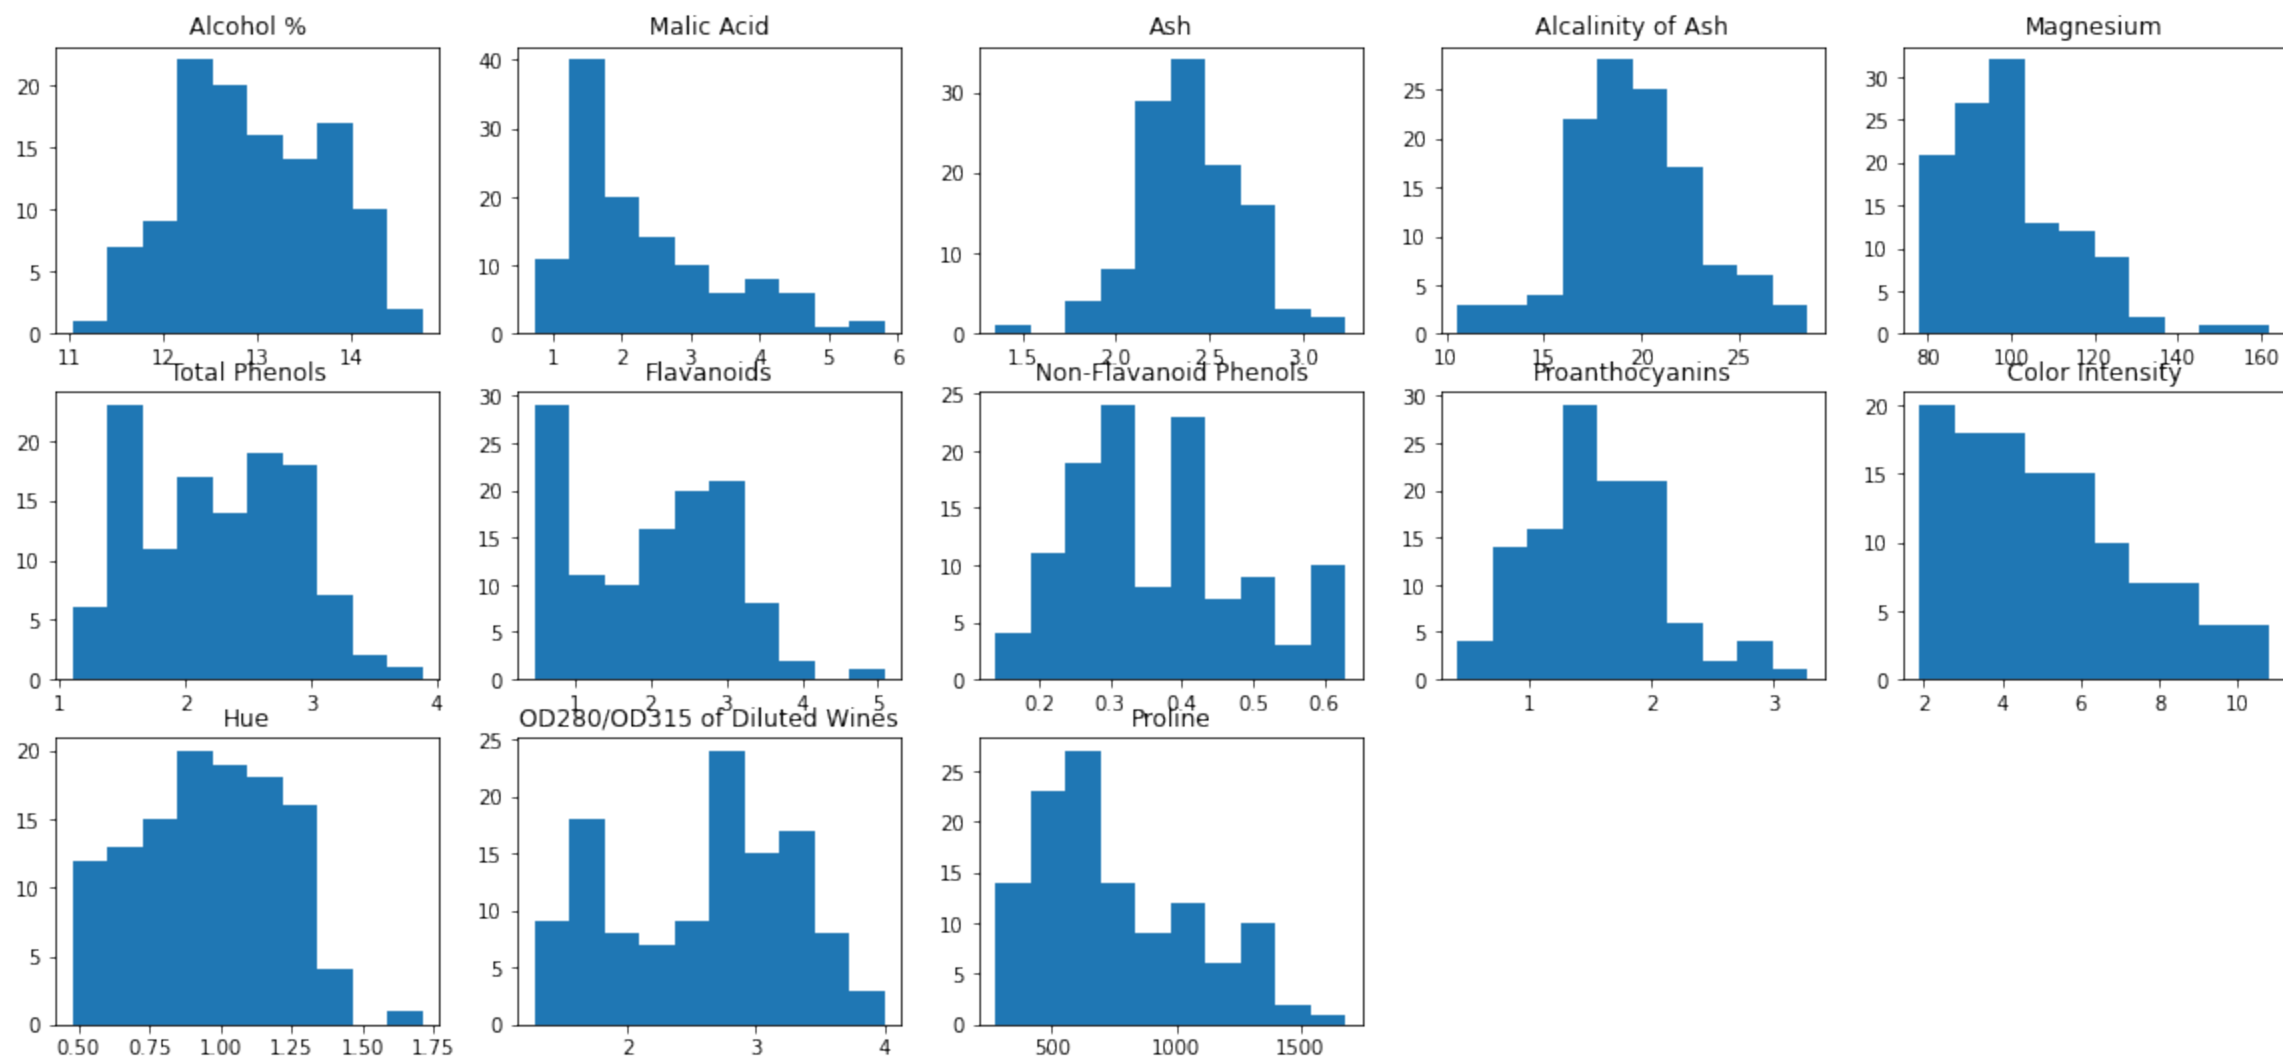 Alcohol %
Malic Acid
Ash
Alcalinity of Ash
Magnesium
20
15
10
5
0
11 12 13 14
40
30
20
10
0
1 2 3 4 5 6
30
20
10
0
1.5 2.0 2.5 3.0
25
20
15
10
5
0
10 15 20 25
30
25
20
15
10
5
0
80 100 120 140 160
Total Phenols
Flavanoids
Non-Flavanoid Phenols
Proanthocyanins
Color Intensity
20
15
10
5
0
1 2 3 4
30
25
20
15
10
5
0
1 2 3 4 5
25
20
15
10
5
0
0.2 0.3 0.4 0.5 0.6
30
25
20
15
10
5
0
1 2 3
20
15
10
5
0
2 4 6 8 10
Hue
OD280/OD315 of Diluted Wines
Proline
20
15
10
5
0
0.50 0.75 1.00 1.25 1.50 1.75
25
20
15
10
5
0
2 3 4
25
20
15
10
5
0
500 1000 1500